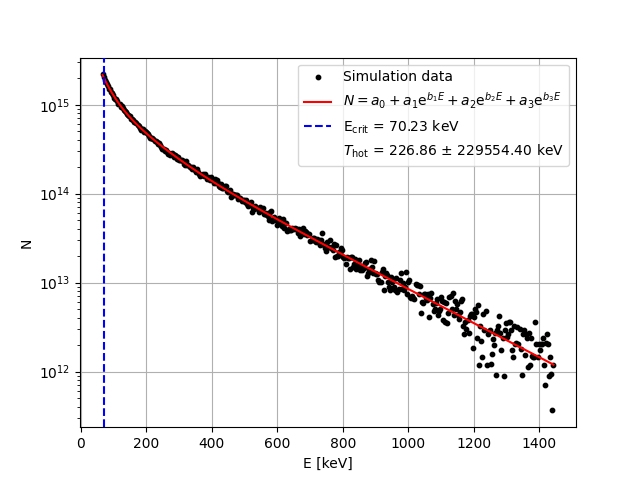 Simulation data
N = a₀ + a₁e^{b₁E} + a₂e^{b₂E} + a₃e^{b₃E}
E_crit = 70.23 keV
T_hot = 226.86 ± 229554.40 keV
10¹⁵
10¹⁴
10¹³
10¹²
N
0 200 400 600 800 1000 1200 1400
E [keV]